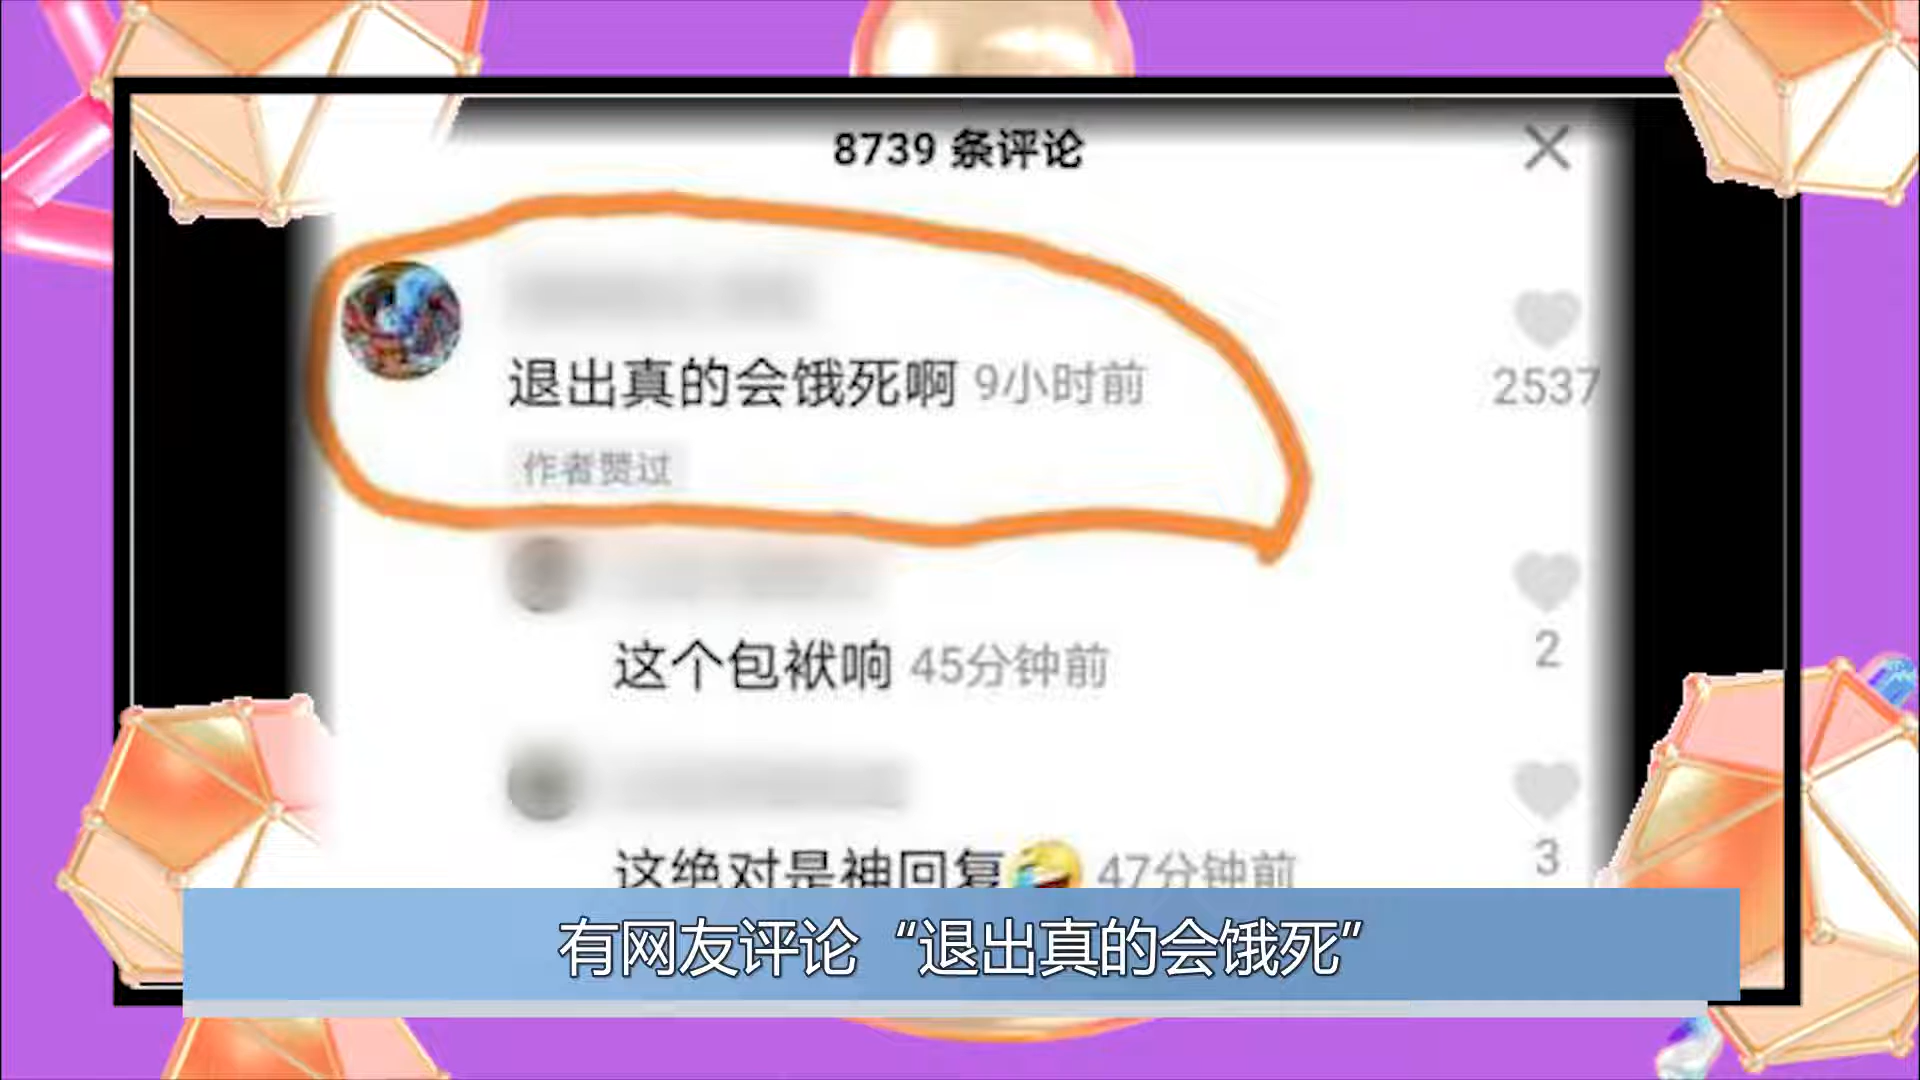 8739 条评论
退出真的会饿死啊 9小时前
2537
作者赞过
这个包袱响 45分钟前
2
这绝对是神回复 47分钟前
3
有网友评论“退出真的会饿死”